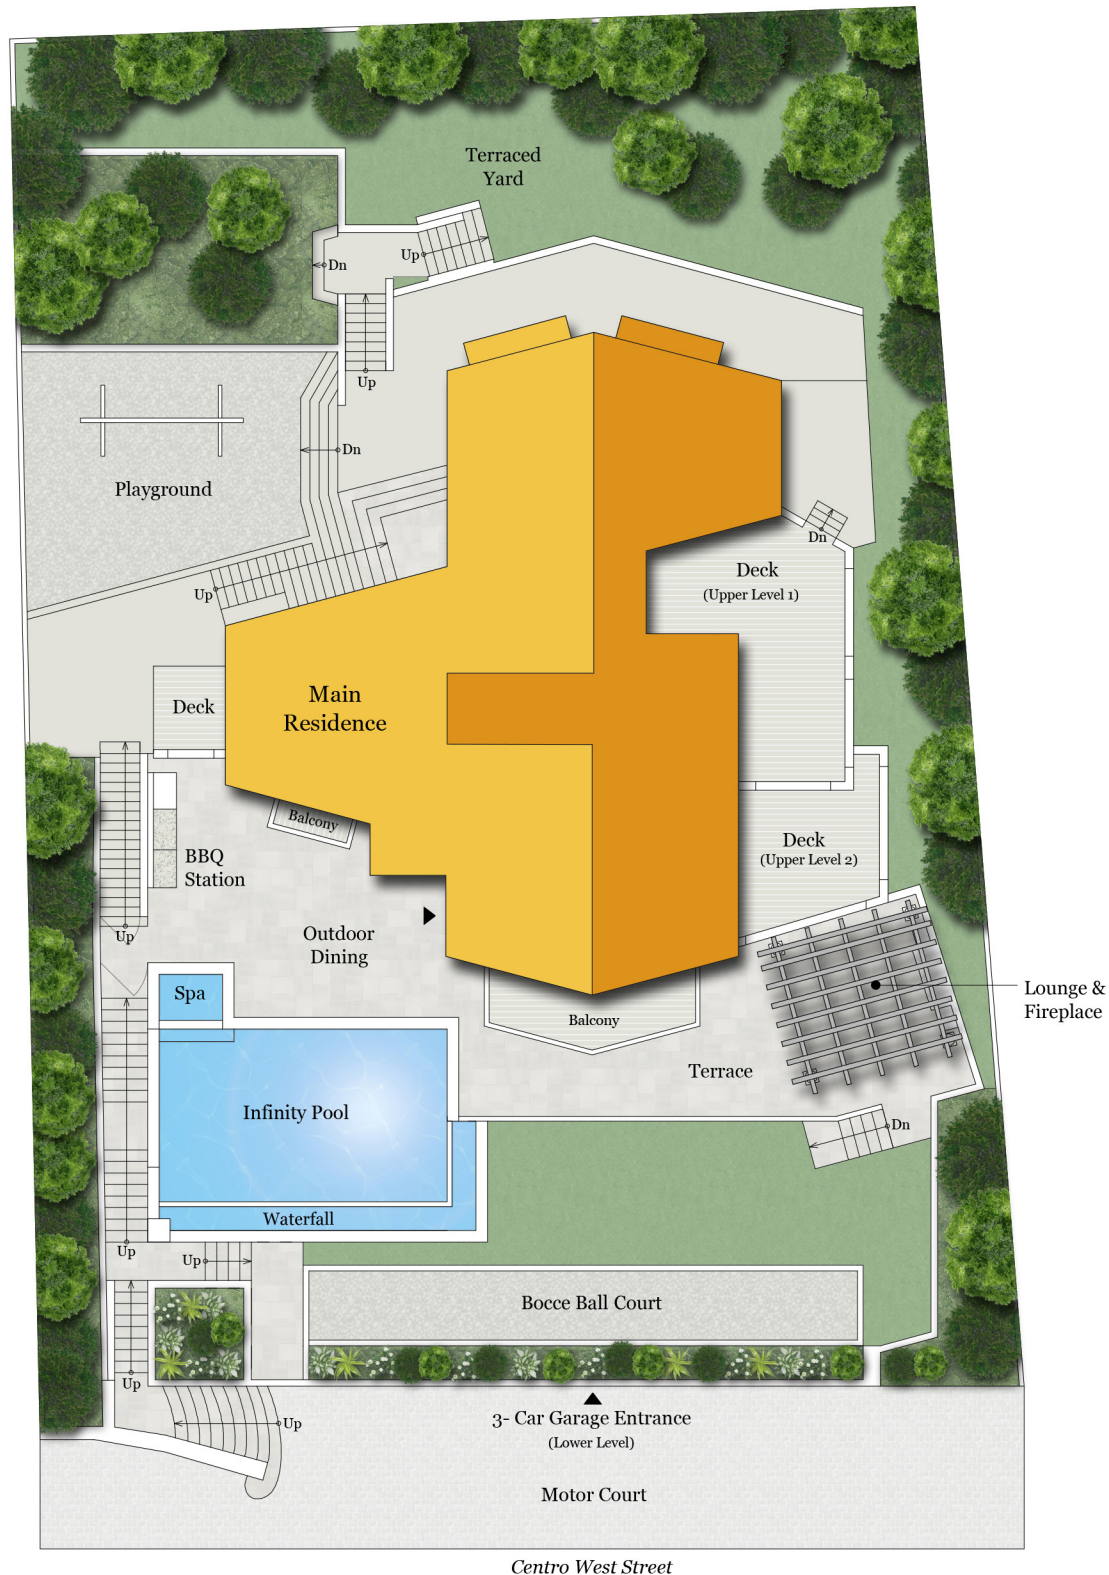 Terraced
Yard
Up
Dn
Up
Dn
Playground
Up
Dn
Deck
(Upper Level 1)
Main
Residence
Deck
Balcony
Deck
(Upper Level 2)
BBQ
Station
Up
Outdoor
Dining
Spa
Lounge &
Fireplace
Balcony
Terrace
Infinity Pool
Dn
Waterfall
Up
Up
Bocce Ball Court
Up
Up
3- Car Garage Entrance
(Lower Level)
Motor Court
Centro West Street